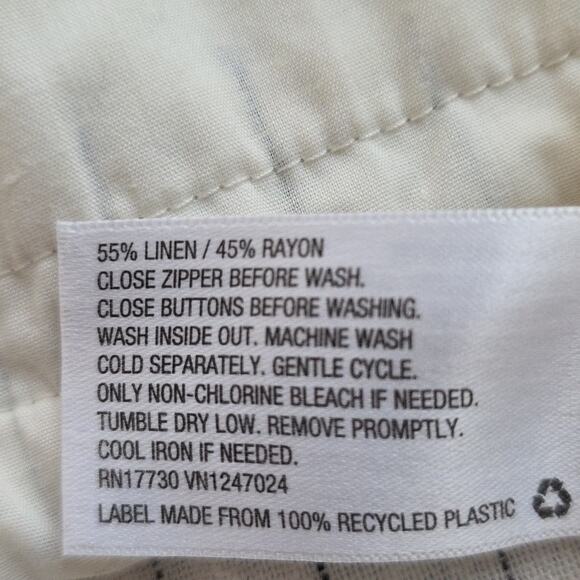 55% LINEN / 45% RAYON
CLOSE ZIPPER BEFORE WASH.
CLOSE BUTTONS BEFORE WASHING.
WASH INSIDE OUT. MACHINE WASH
COLD SEPARATELY. GENTLE CYCLE.
ONLY NON-CHLORINE BLEACH IF NEEDED.
TUMBLE DRY LOW. REMOVE PROMPTLY.
COOL IRON IF NEEDED.
RN17730 VN1247024
LABEL MADE FROM 100% RECYCLED PLASTIC